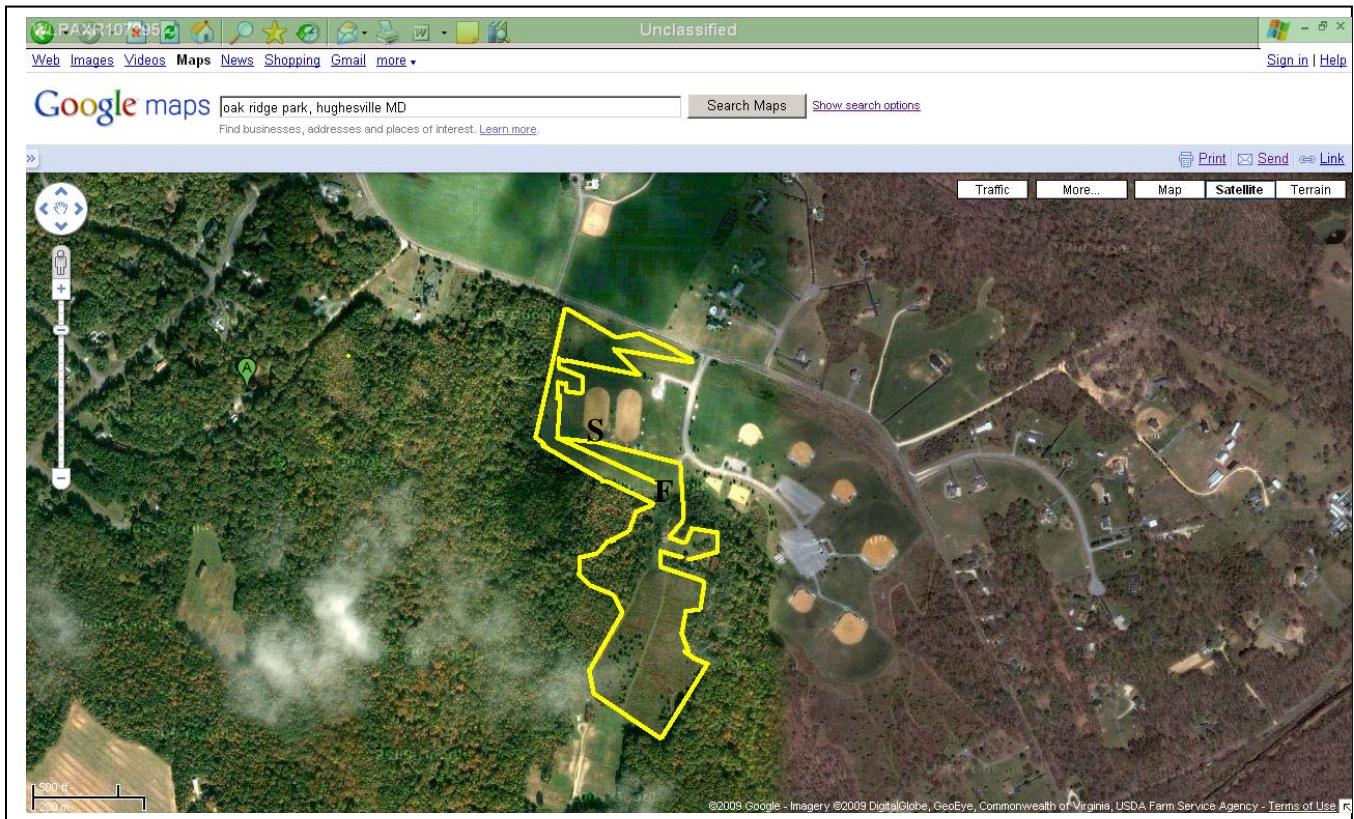 WLPAXR107995 Unclassified
Web Images Videos Maps News Shopping Gmail more Sign in | Help
Google maps oak ridge park, hughesville MD Search Maps Show search options
Find businesses, addresses and places of interest. Learn more.
» Print Send Link
Traffic More... Map Satellite Terrain
A
S
F
500 ft
200 m
©2009 Google - Imagery ©2009 DigitalGlobe, GeoEye, Commonwealth of Virginia, USDA Farm Service Agency - Terms of Use